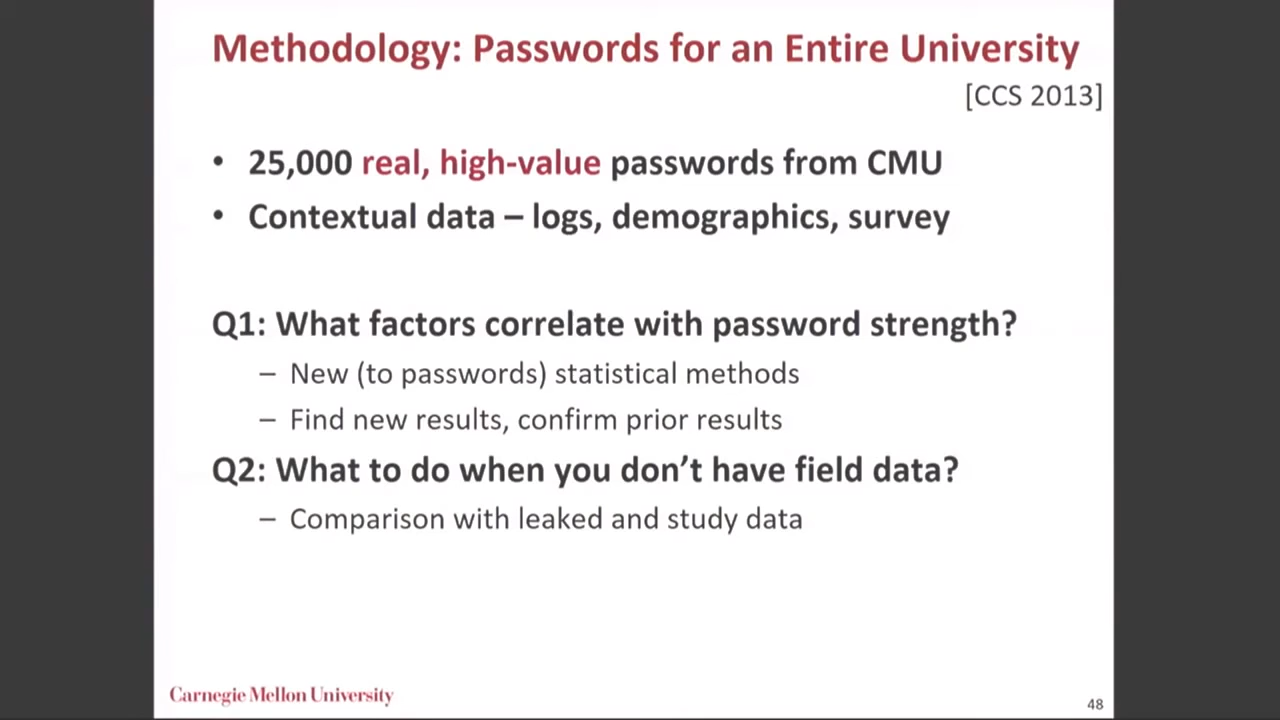 Methodology: Passwords for an Entire University
[CCS 2013]
• 25,000 real, high-value passwords from CMU
• Contextual data – logs, demographics, survey
Q1: What factors correlate with password strength?
– New (to passwords) statistical methods
– Find new results, confirm prior results
Q2: What to do when you don’t have field data?
– Comparison with leaked and study data
Carnegie Mellon University
48